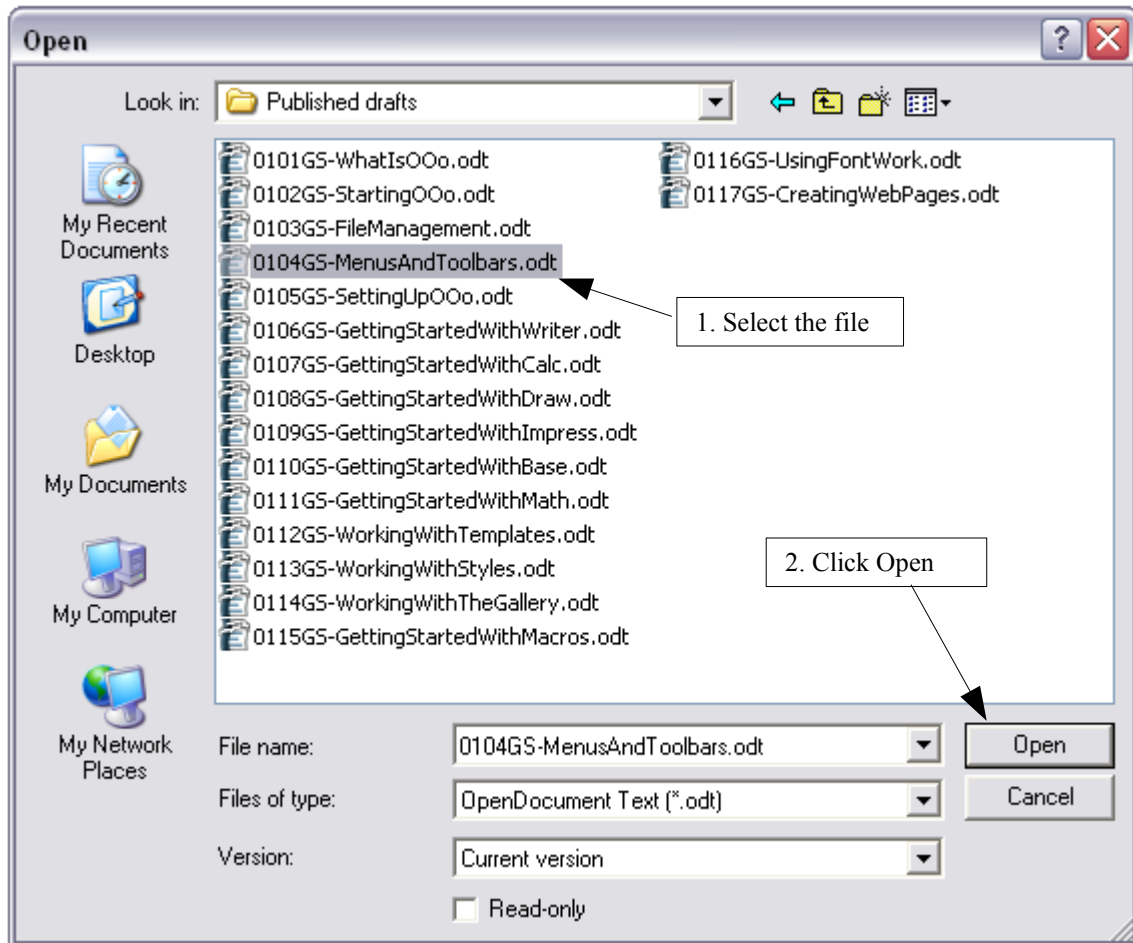 Open
Look in: Published drafts
My Recent
Documents
Desktop
My Documents
My Computer
My Network
Places
0101GS-WhatIsOOo.odt
0102GS-StartingOOo.odt
0103GS-FileManagement.odt
0104GS-MenusAndToolbars.odt
0105GS-SettingUpOOo.odt
0106GS-GettingStartedWithWriter.odt
0107GS-GettingStartedWithCalc.odt
0108GS-GettingStartedWithDraw.odt
0109GS-GettingStartedWithImpress.odt
0110GS-GettingStartedWithBase.odt
0111GS-GettingStartedWithMath.odt
0112GS-WorkingWithTemplates.odt
0113GS-WorkingWithStyles.odt
0114GS-WorkingWithTheGallery.odt
0115GS-GettingStartedWithMacros.odt
0116GS-UsingFontWork.odt
0117GS-CreatingWebPages.odt
1. Select the file
2. Click Open
File name: 0104GS-MenusAndToolbars.odt Open
Files of type: OpenDocument Text (*.odt) Cancel
Version: Current version
Read-only